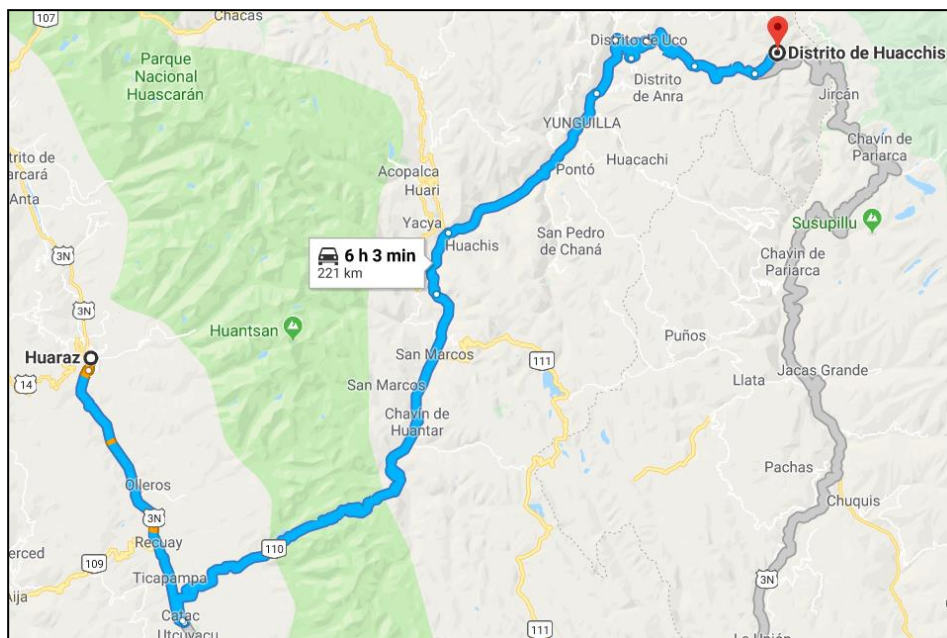 107
Chacas
Distrito de Uco
Distrito de Huacchis
Parque
Nacional
Huascarán
Distrito
de Anra
Jircán
YUNGUILLA
Chavín
de Pariarca
trito de
arcará
Anta
Acopalca
Huari
Pontó
Huacachi
Yacya
Susupillu
Huachis
San Pedro
de Chaná
3N
6 h 3 min
221 km
Chavín
de Pariarca
3N
Huantsan
Puños
Huaraz
San Marcos
111
14
San Marcos
Llata
Jacas Grande
Chavín de
Huantar
Pachas
Olleros
Chuquis
3N
Recuay
110
erced
109
Ticapampa
3N
Aija
Catac
Utcuyacu
111
La Unión